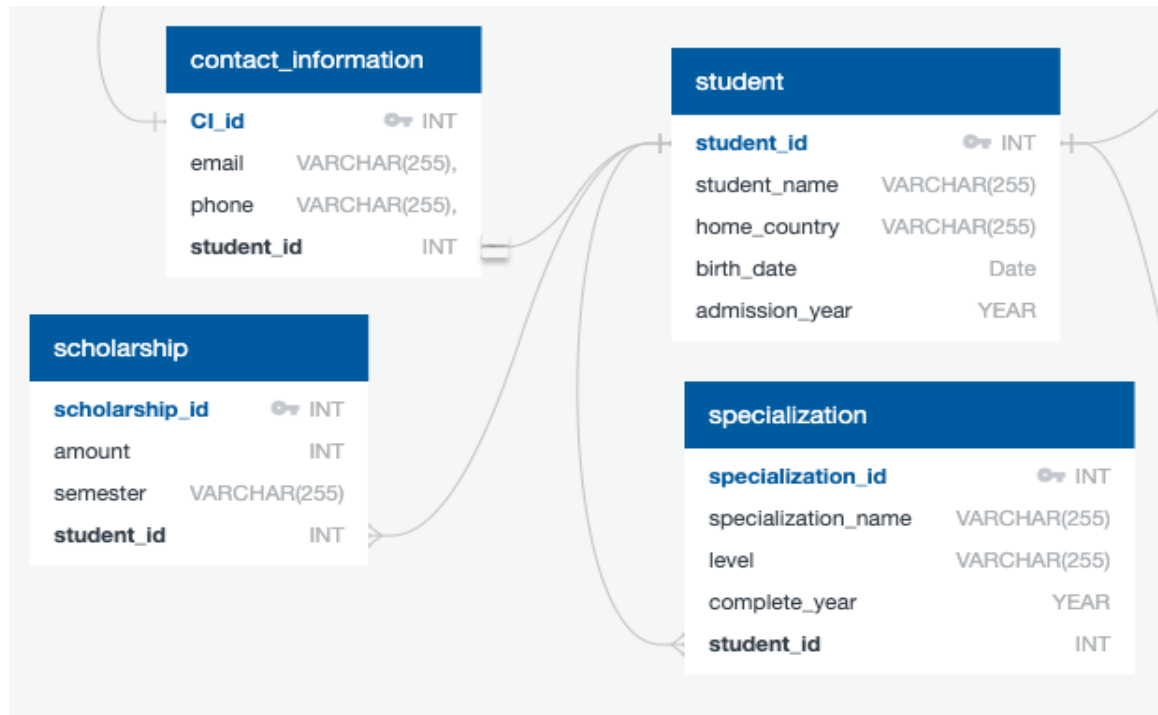 contact_information
CI_id INT
email VARCHAR(255),
phone VARCHAR(255),
student_id INT
student
student_id INT
student_name VARCHAR(255)
home_country VARCHAR(255)
birth_date Date
admission_year YEAR
scholarship
scholarship_id INT
amount INT
semester VARCHAR(255)
student_id INT
specialization
specialization_id INT
specialization_name VARCHAR(255)
level VARCHAR(255)
complete_year YEAR
student_id INT